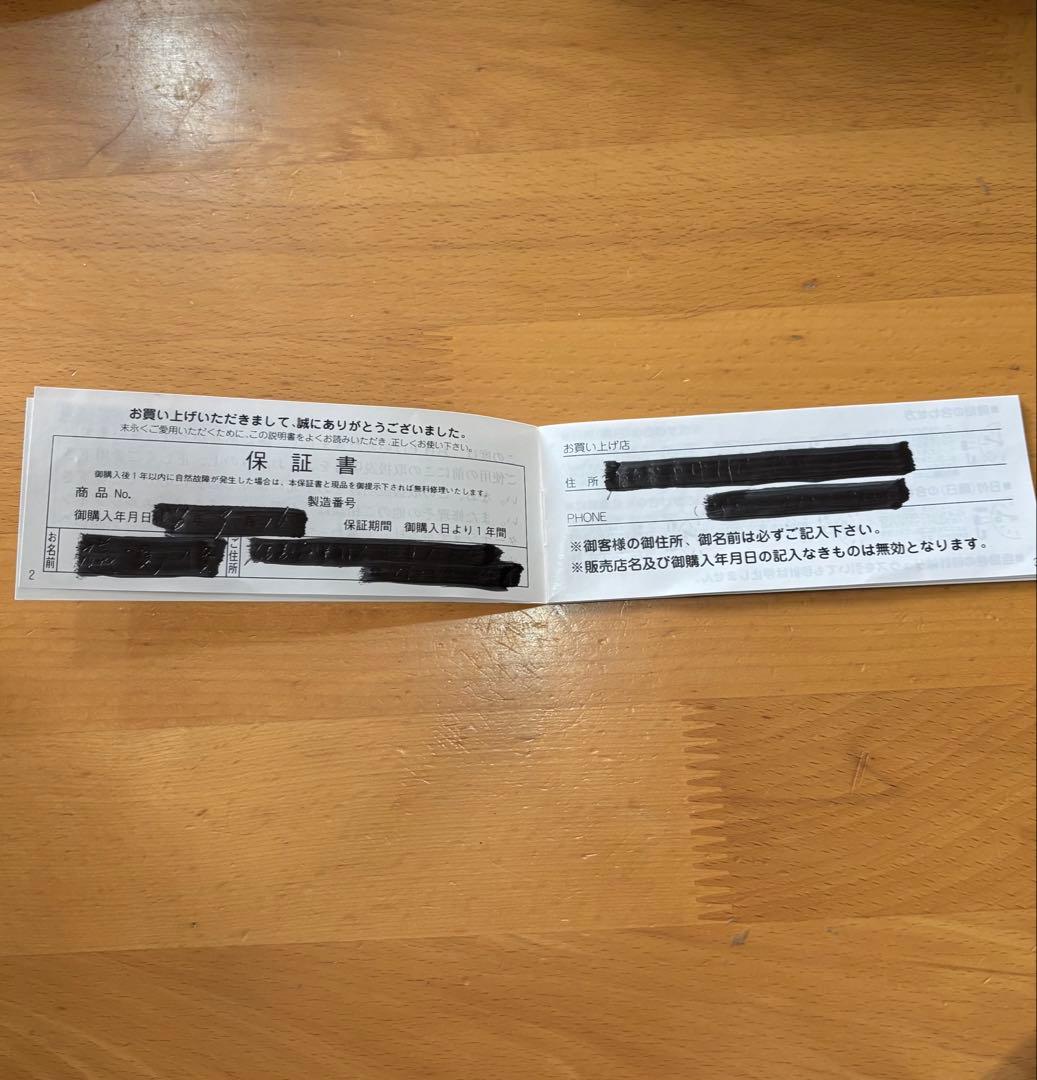 お買い上げいただきまして、誠にありがとうございました。
末永くご愛用いただくために、この説明書をよくお読みいただき、正しくお使い下さい。
保証書
御購入後1年以内に自然故障が発生した場合は、本保証書と現品を御提示下されば無料修理いたします。
商品No.
製造番号
御購入年月日
保証期間 御購入日より1年間
お名前
ご住所
2
お買い上げ店
住所
PHONE (
※御客様の御住所、御名前は必ずご記入下さい。
※販売店名及び御購入年月日の記入なきものは無効となります。